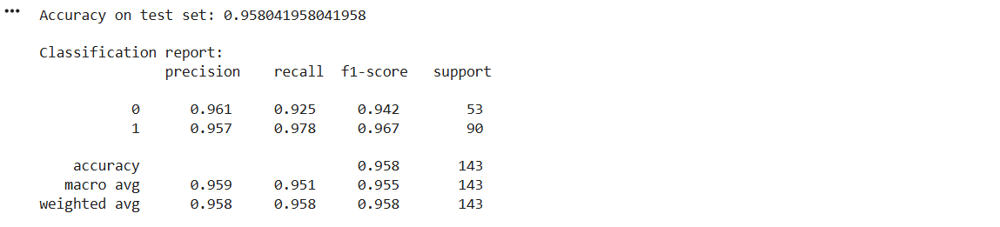 Accuracy on test set: 0.958041958041958
Classification report:
precision recall f1-score support
0 0.961 0.925 0.942 53
1 0.957 0.978 0.967 90
accuracy 0.958 143
macro avg 0.959 0.951 0.955 143
weighted avg 0.958 0.958 0.958 143